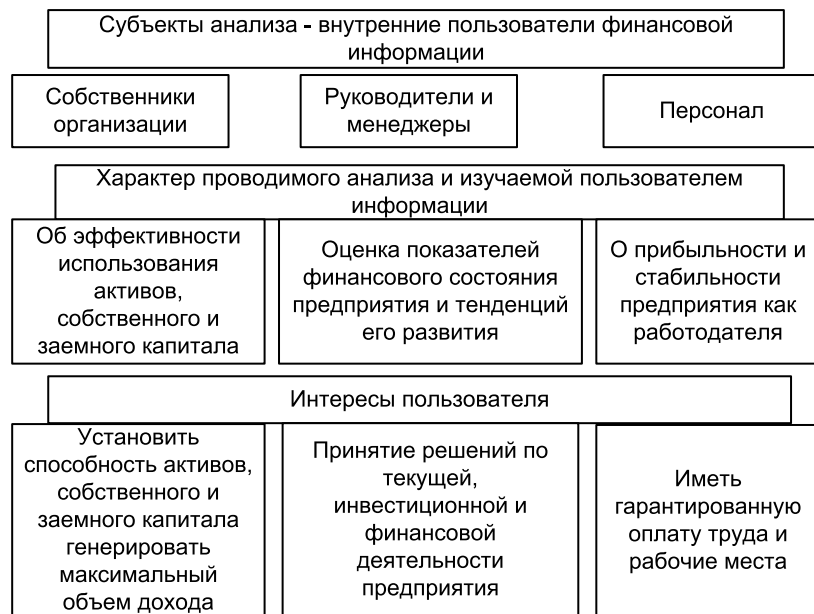 Субъекты анализа - внутренние пользователи финансовой
информации
Собственники
организации
Руководители и
менеджеры
Персонал
Характер проводимого анализа и изучаемой пользователем
информации
Об эффективности
использования
активов,
собственного и
заемного капитала
Оценка показателей
финансового состояния
предприятия и тенденций
его развития
О прибыльности и
стабильности
предприятия как
работодателя
Интересы пользователя
Установить
способность активов,
собственного и
заемного капитала
генерировать
максимальный
объем дохода
Принятие решений по
текущей,
инвестиционной и
финансовой
деятельности
предприятия
Иметь
гарантированную
оплату труда и
рабочие места